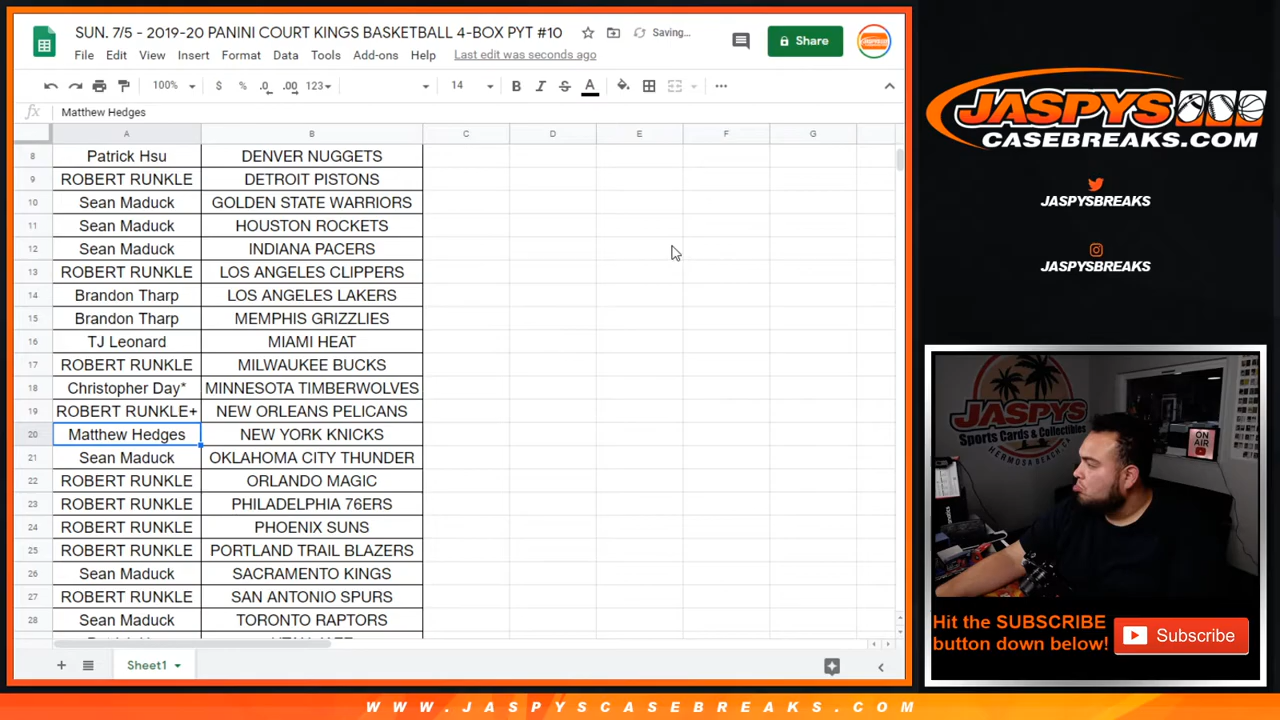 SUN. 7/5 - 2019-20 PANINI COURT KINGS BASKETBALL 4-BOX PYT #10 Saving...
File Edit View Insert Format Data Tools Add-ons Help Last edit was seconds ago
Share
100% $ % .0 .00 123 14 B I S A
fx Matthew Hedges
A B C D E F G
8 Patrick Hsu DENVER NUGGETS
9 ROBERT RUNKLE DETROIT PISTONS
10 Sean Maduck GOLDEN STATE WARRIORS
11 Sean Maduck HOUSTON ROCKETS
12 Sean Maduck INDIANA PACERS
13 ROBERT RUNKLE LOS ANGELES CLIPPERS
14 Brandon Tharp LOS ANGELES LAKERS
15 Brandon Tharp MEMPHIS GRIZZLIES
16 TJ Leonard MIAMI HEAT
17 ROBERT RUNKLE MILWAUKEE BUCKS
18 Christopher Day* MINNESOTA TIMBERWOLVES
19 ROBERT RUNKLE+ NEW ORLEANS PELICANS
20 Matthew Hedges NEW YORK KNICKS
21 Sean Maduck OKLAHOMA CITY THUNDER
22 ROBERT RUNKLE ORLANDO MAGIC
23 ROBERT RUNKLE PHILADELPHIA 76ERS
24 ROBERT RUNKLE PHOENIX SUNS
25 ROBERT RUNKLE PORTLAND TRAIL BLAZERS
26 Sean Maduck SACRAMENTO KINGS
27 ROBERT RUNKLE SAN ANTONIO SPURS
28 Sean Maduck TORONTO RAPTORS
Sheet1
JASPYS
CASEBREAKS.COM
JASPYSBREAKS
JASPYSBREAKS
JASPYS
Sports Cards & Collectibles
HERMOSA BEACH, CA
ON AIR
Hit the SUBSCRIBE
button down below!
Subscribe
WWW.JASPYSCASEBREAKS.COM